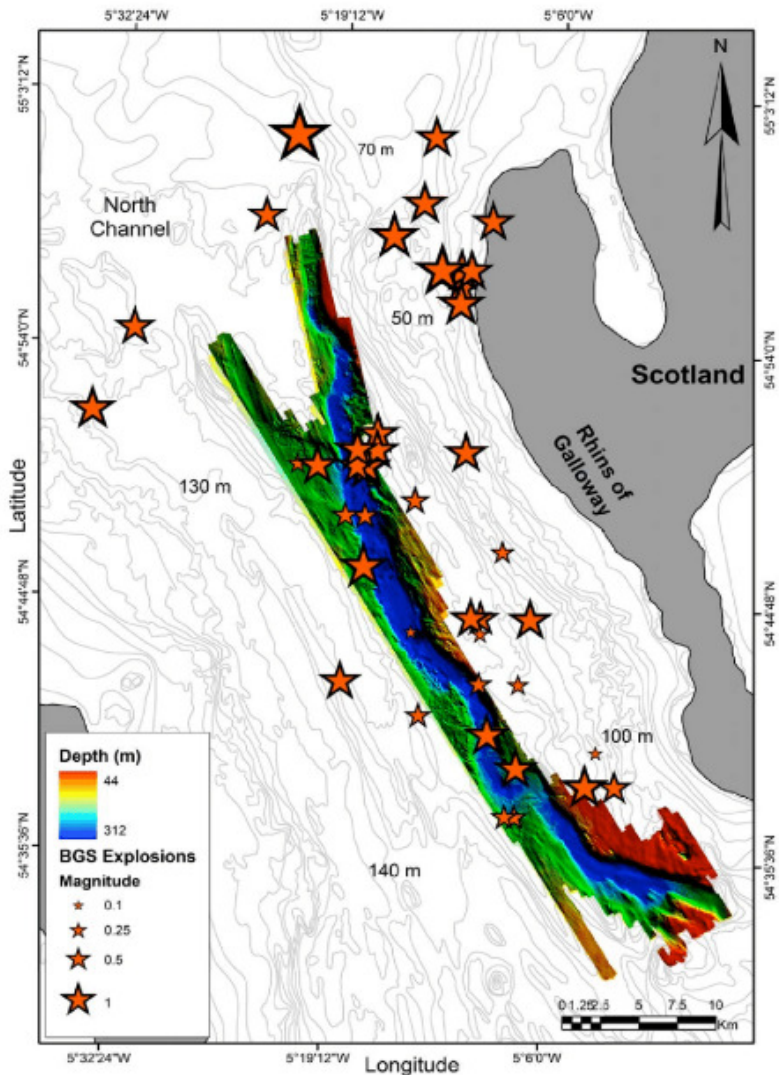 5°32'24"W 5°19'12"W 5°6'0"W
55°3'12"N
55°3'12"N
N
70 m
North
Channel
50 m
54°54'0"N
54°54'0"N
Scotland
Rhins of
Galloway
130 m
Latitude
54°44'48"N
54°44'48"N
100 m
Depth (m)
44
312
BGS Explosions
Magnitude
0.1
0.25
0.5
1
54°35'36"N
54°35'36"N
140 m
0 1.25 2.5 5 7.5 10
Km
5°32'24"W 5°19'12"W 5°6'0"W
Longitude